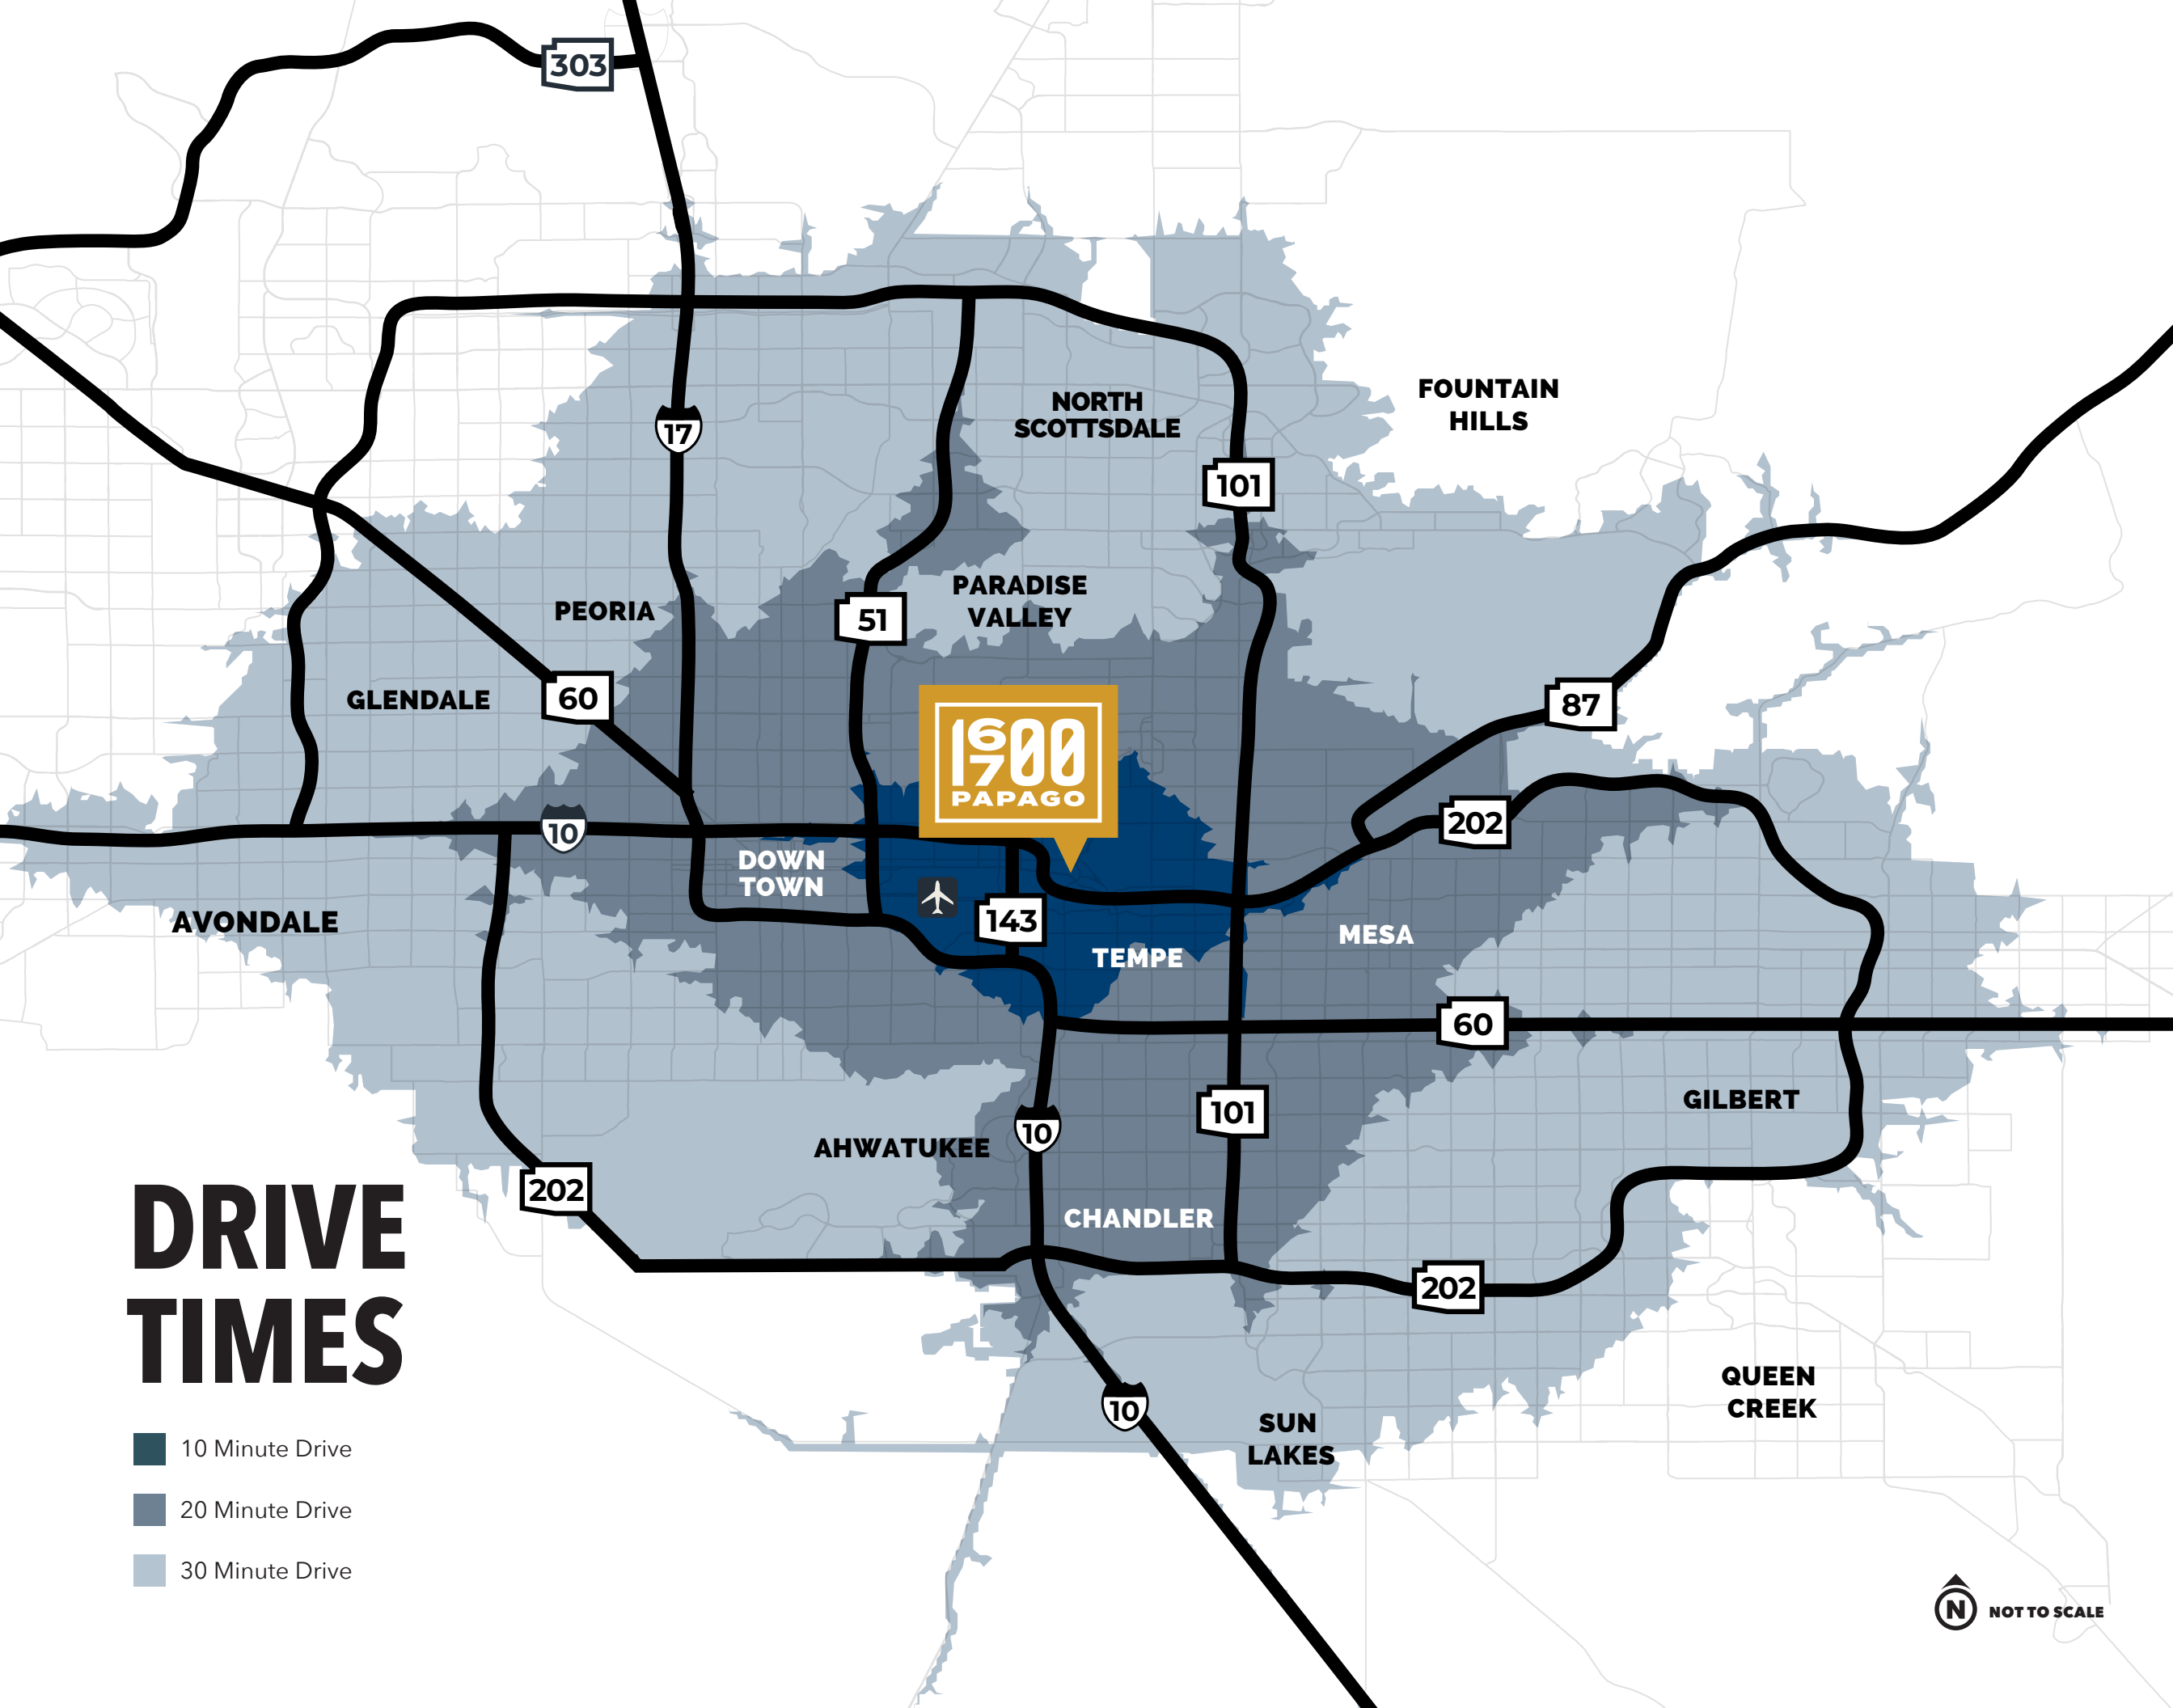 303
17
NORTH
SCOTTSDALE
FOUNTAIN
HILLS
101
PARADISE
VALLEY
51
PEORIA
GLENDALE
60
87
1600
1700
PAPAGO
10
202
DOWN
TOWN
AVONDALE
143
TEMPE
MESA
60
GILBERT
101
10
AHWATUKEE
202
CHANDLER
202
DRIVE
TIMES
QUEEN
CREEK
10
SUN
LAKES
10 Minute Drive
20 Minute Drive
30 Minute Drive
N
NOT TO SCALE